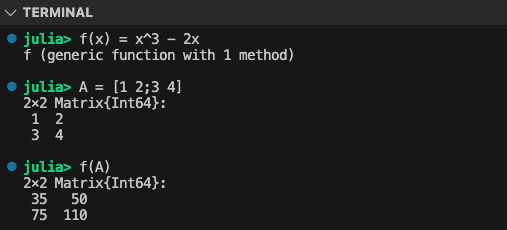 TERMINAL
julia> f(x) = x^3 – 2x
f (generic function with 1 method)
julia> A = [1 2;3 4]
2×2 Matrix{Int64}:
 1  2
 3  4
julia> f(A)
2×2 Matrix{Int64}:
 35   50
 75  110